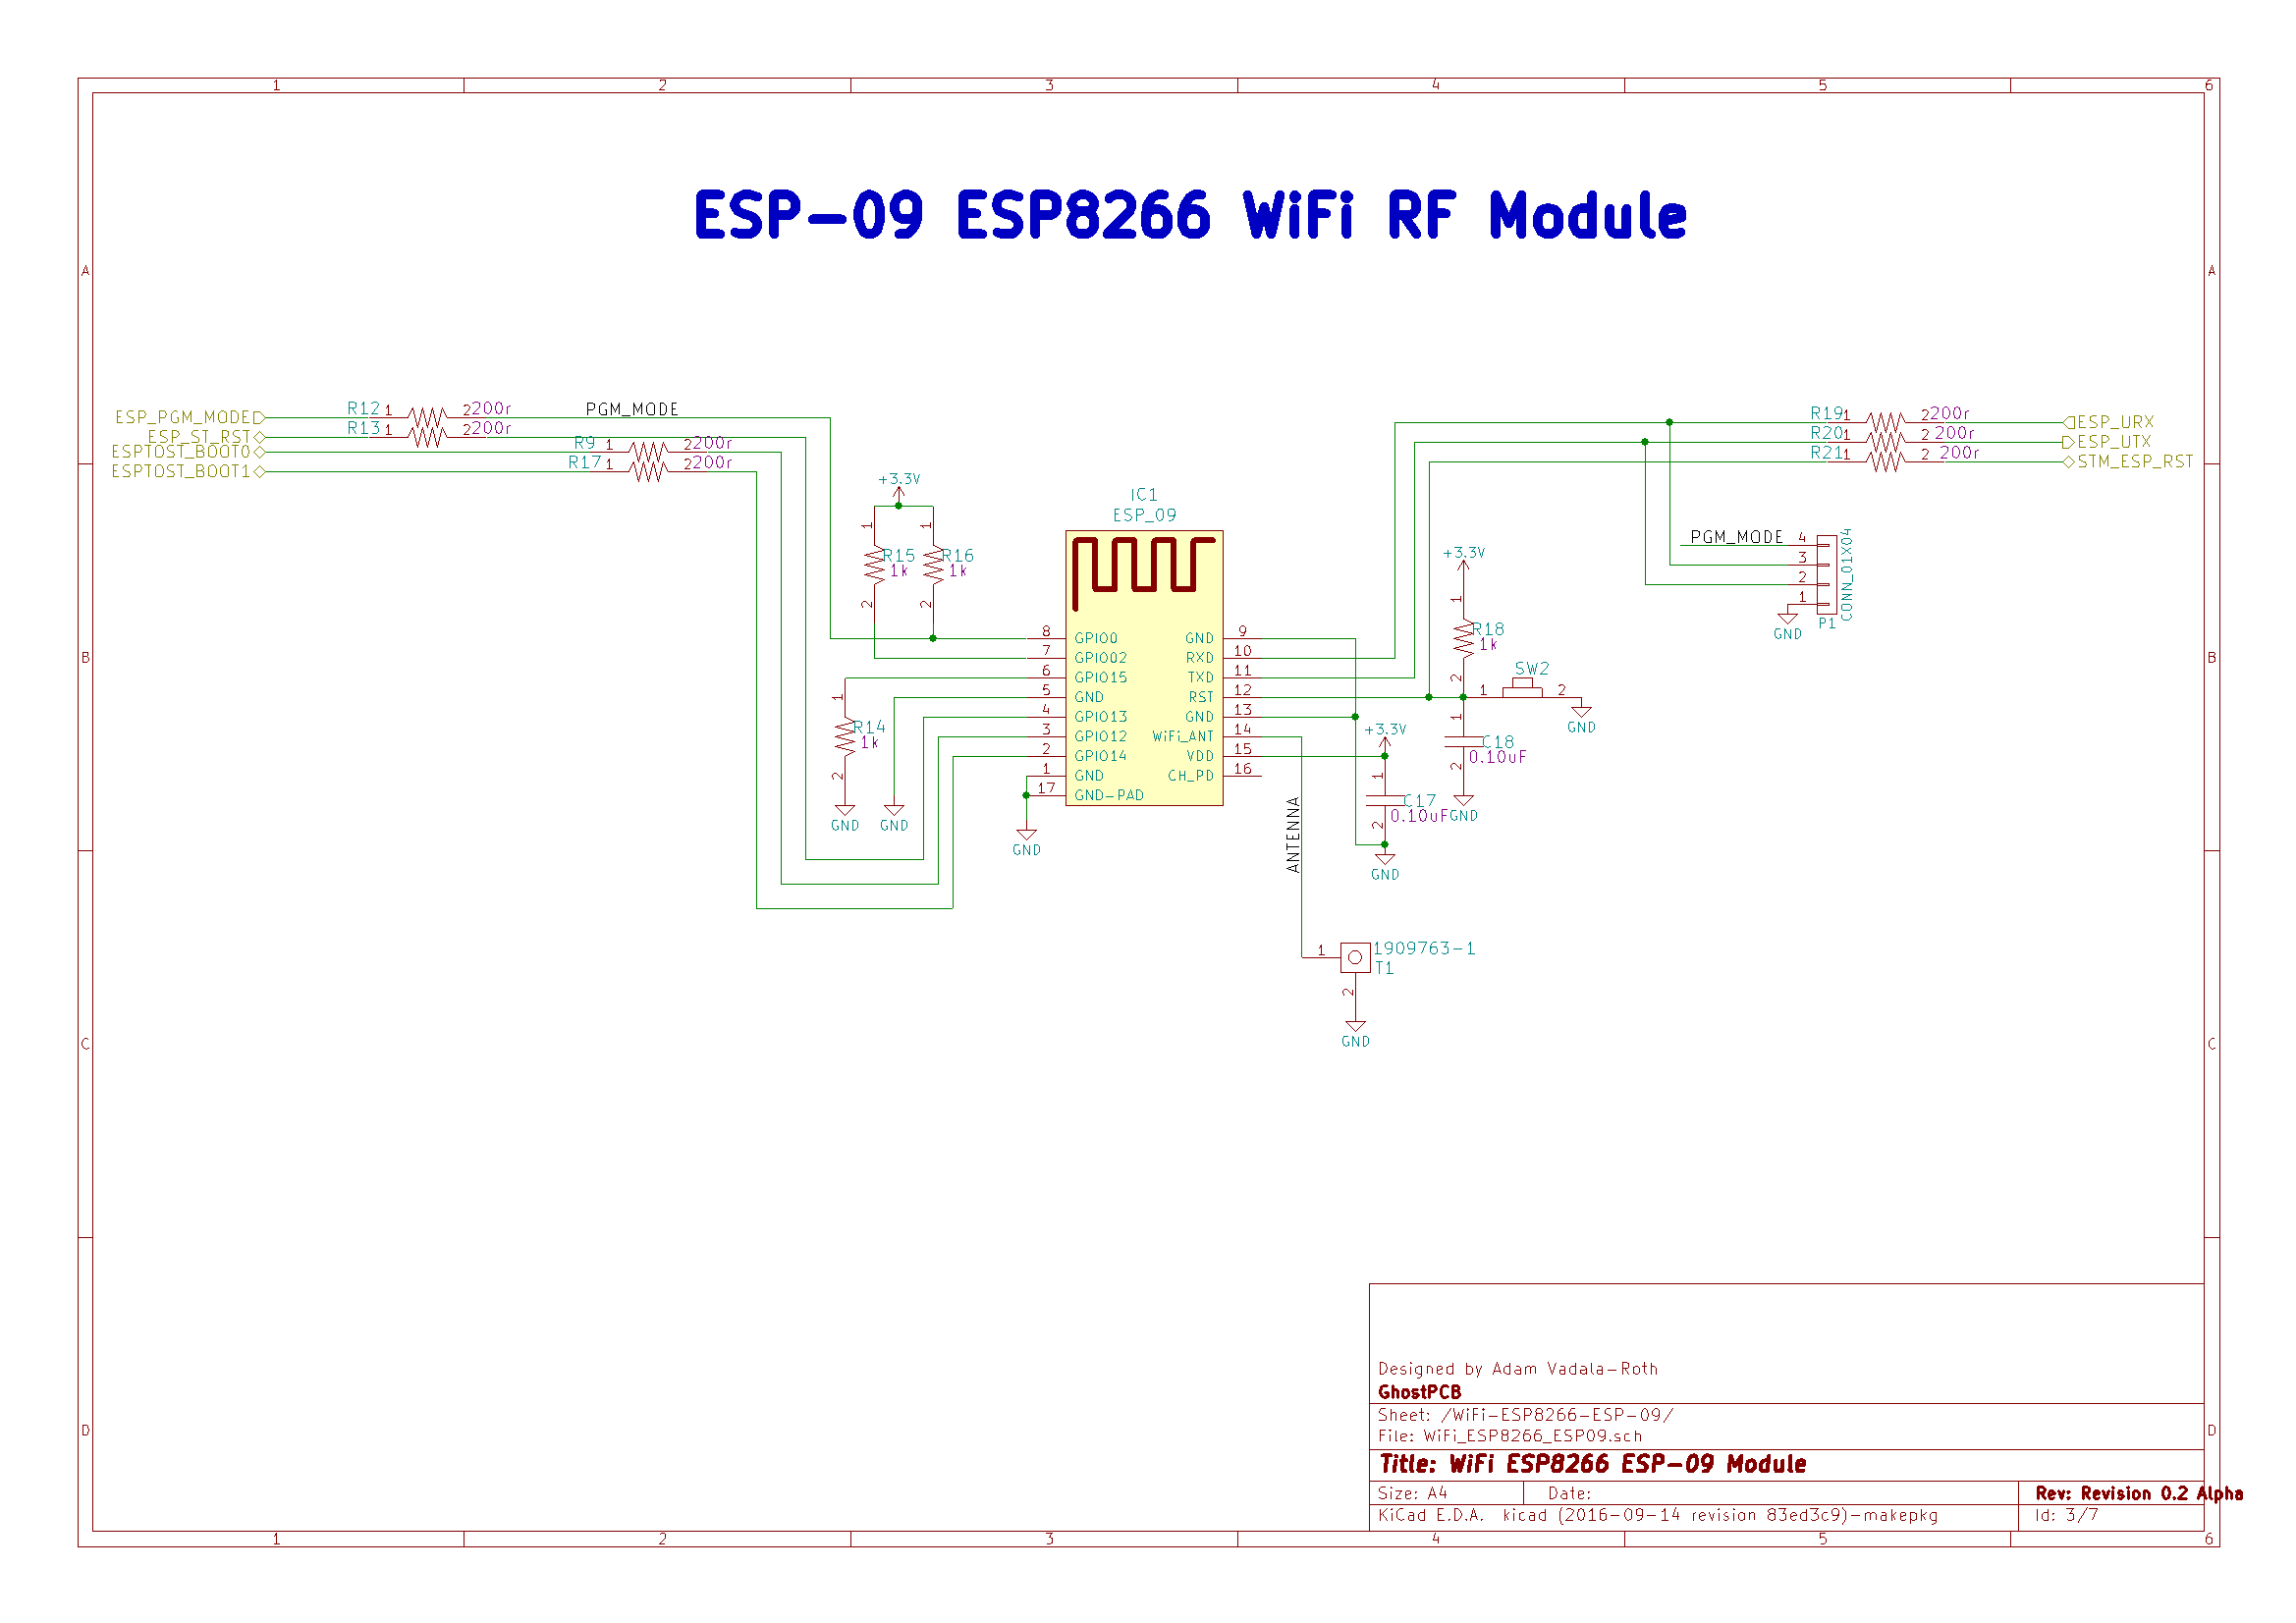 1 2 3 4 5 6
ESP-09 ESP8266 WiFi RF Module
A A
ESP_PGM_MODE R12 1 2 200r PGM_MODE
ESP_ST_RST R13 1 2 200r
ESPTOST_BOOT0 R9 1 2 200r
ESPTOST_BOOT1 R17 1 2 200r
R19 1 2 200r ESP_URX
R20 1 2 200r ESP_UTX
R21 1 2 200r STM_ESP_RST
+3.3V
1 1
R15 R16
1k 1k
2 2
IC1
ESP_09
8 GPIO0 GND 9
7 GPIO02 RXD 10
6 GPIO15 TXD 11
5 GND RST 12
4 GPIO13 GND 13
3 GPIO12 WiFi_ANT 14
2 GPIO14 VDD 15
1 GND CH_PD 16
17 GND-PAD
1
R14
1k
2
GND GND
GND
+3.3V
1
R18
1k
2
SW2
1 2
GND
1
C18
0.10uF
2
GND
+3.3V
1
C17
0.10uF
2
GND
PGM_MODE 4
3
2
1
CONN_01X04
P1
GND
ANTENNA
1 1909763-1
T1
2
GND
B B
C C
D D
Designed by Adam Vadala-Roth
GhostPCB
Sheet: /WiFi-ESP8266-ESP-09/
File: WiFi_ESP8266_ESP09.sch
Title: WiFi ESP8266 ESP-09 Module
Size: A4 Date: Rev: Revision 0.2 Alpha
KiCad E.D.A. kicad (2016-09-14 revision 83ed3c9)-makepkg Id: 3/7
1 2 3 4 5 6